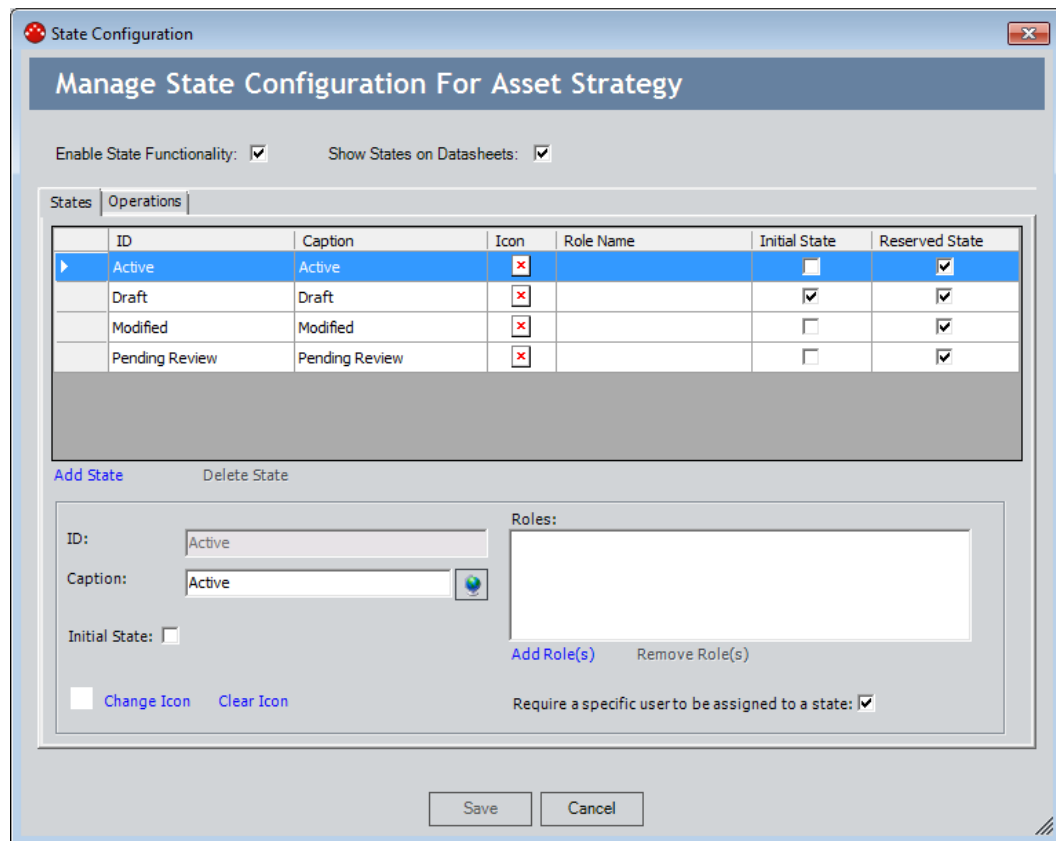 State Configuration
Manage State Configuration For Asset Strategy
Enable State Functionality: Show States on Datasheets:
States Operations
ID Caption Icon Role Name Initial State Reserved State
Active Active
Draft Draft
Modified Modified
Pending Review Pending Review
Add State Delete State
Roles:
ID: Active
Caption: Active
Initial State:
Add Role(s) Remove Role(s)
Change Icon Clear Icon Require a specific user to be assigned to a state:
Save Cancel